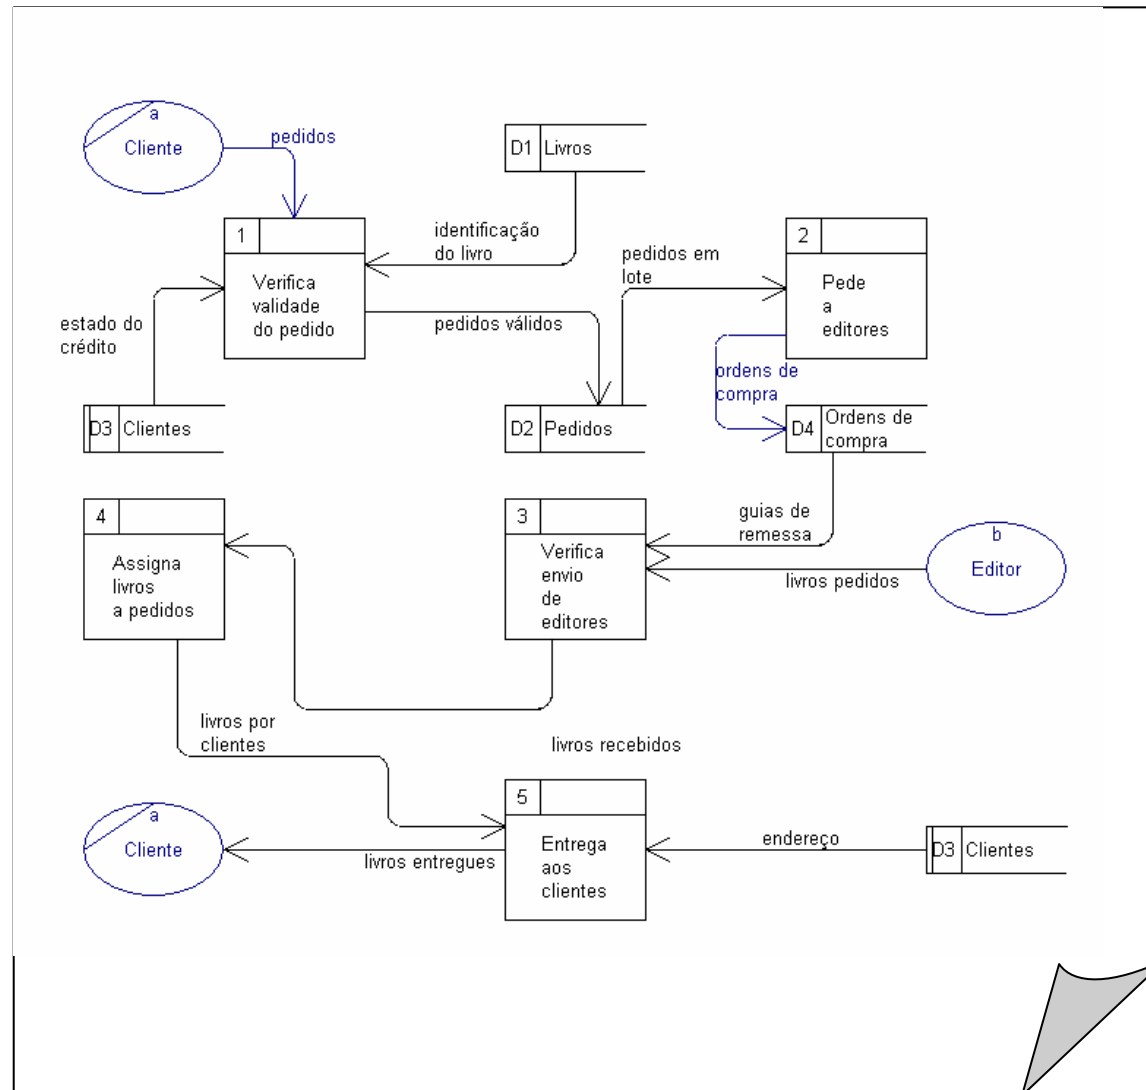 a
Cliente
pedidos
D1 Livros
1
Verifica
validade
do pedido
identificação
do livro
pedidos em
lote
2
Pede
a
editores
estado do
crédito
pedidos válidos
ordens de
compra
D3 Clientes
D2 Pedidos
D4 Ordens de
compra
4
Assigna
livros
a pedidos
3
Verifica
envio
de
editores
guias de
remessa
livros pedidos
b
Editor
livros por
clientes
livros recebidos
5
Entrega
aos
clientes
a
Cliente
livros entregues
endereço
D3 Clientes